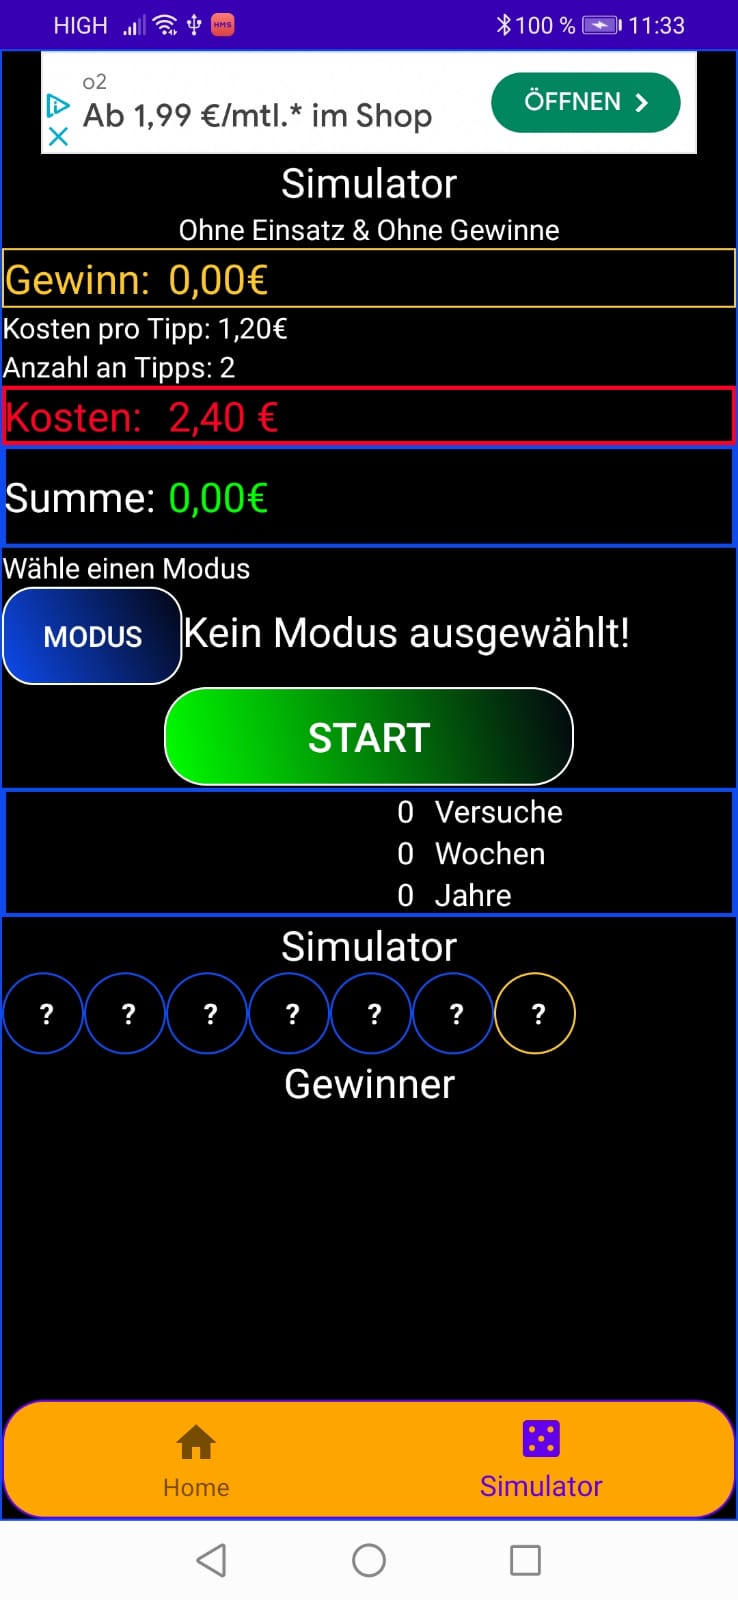 HIGH HMS 100 % 11:33
o2
Ab 1,99 €/mtl.* im Shop
ÖFFNEN
Simulator
Ohne Einsatz & Ohne Gewinne
Gewinn: 0,00€
Kosten pro Tipp: 1,20€
Anzahl an Tipps: 2
Kosten: 2,40 €
Summe: 0,00€
Wähle einen Modus
MODUS Kein Modus ausgewählt!
START
0 Versuche
0 Wochen
0 Jahre
Simulator
? ? ? ? ? ? ?
Gewinner
Home Simulator